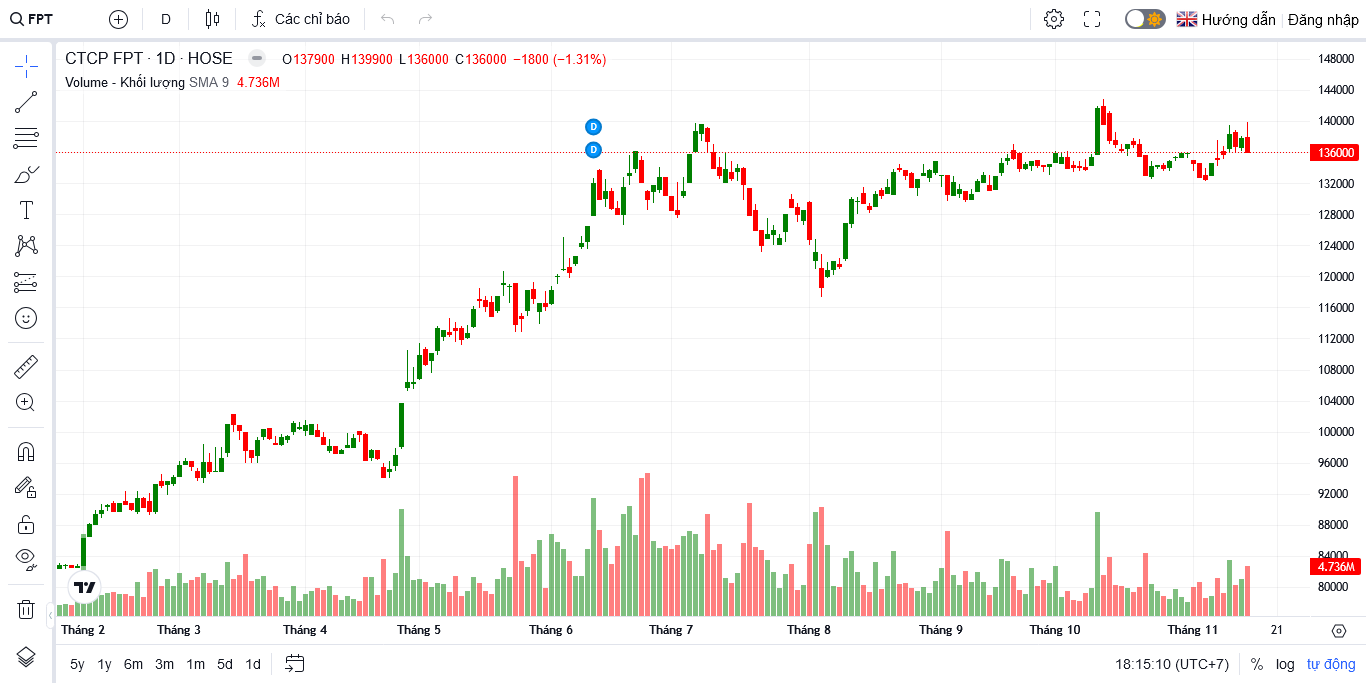 FPT D Các chỉ báo Hướng dẫn Đăng nhập
CTCP FPT · 1D · HOSE O137900 H139900 L136000 C136000 −1800 (−1.31%)
Volume - Khối lượng SMA 9 4.736M
D
D
148000
144000
140000
136000
132000
128000
124000
120000
116000
112000
108000
104000
100000
96000
92000
88000
84000
4.736M
80000
Tháng 2 Tháng 3 Tháng 4 Tháng 5 Tháng 6 Tháng 7 Tháng 8 Tháng 9 Tháng 10 Tháng 11 21
5y 1y 6m 3m 1m 5d 1d 18:15:10 (UTC+7) % log tự động